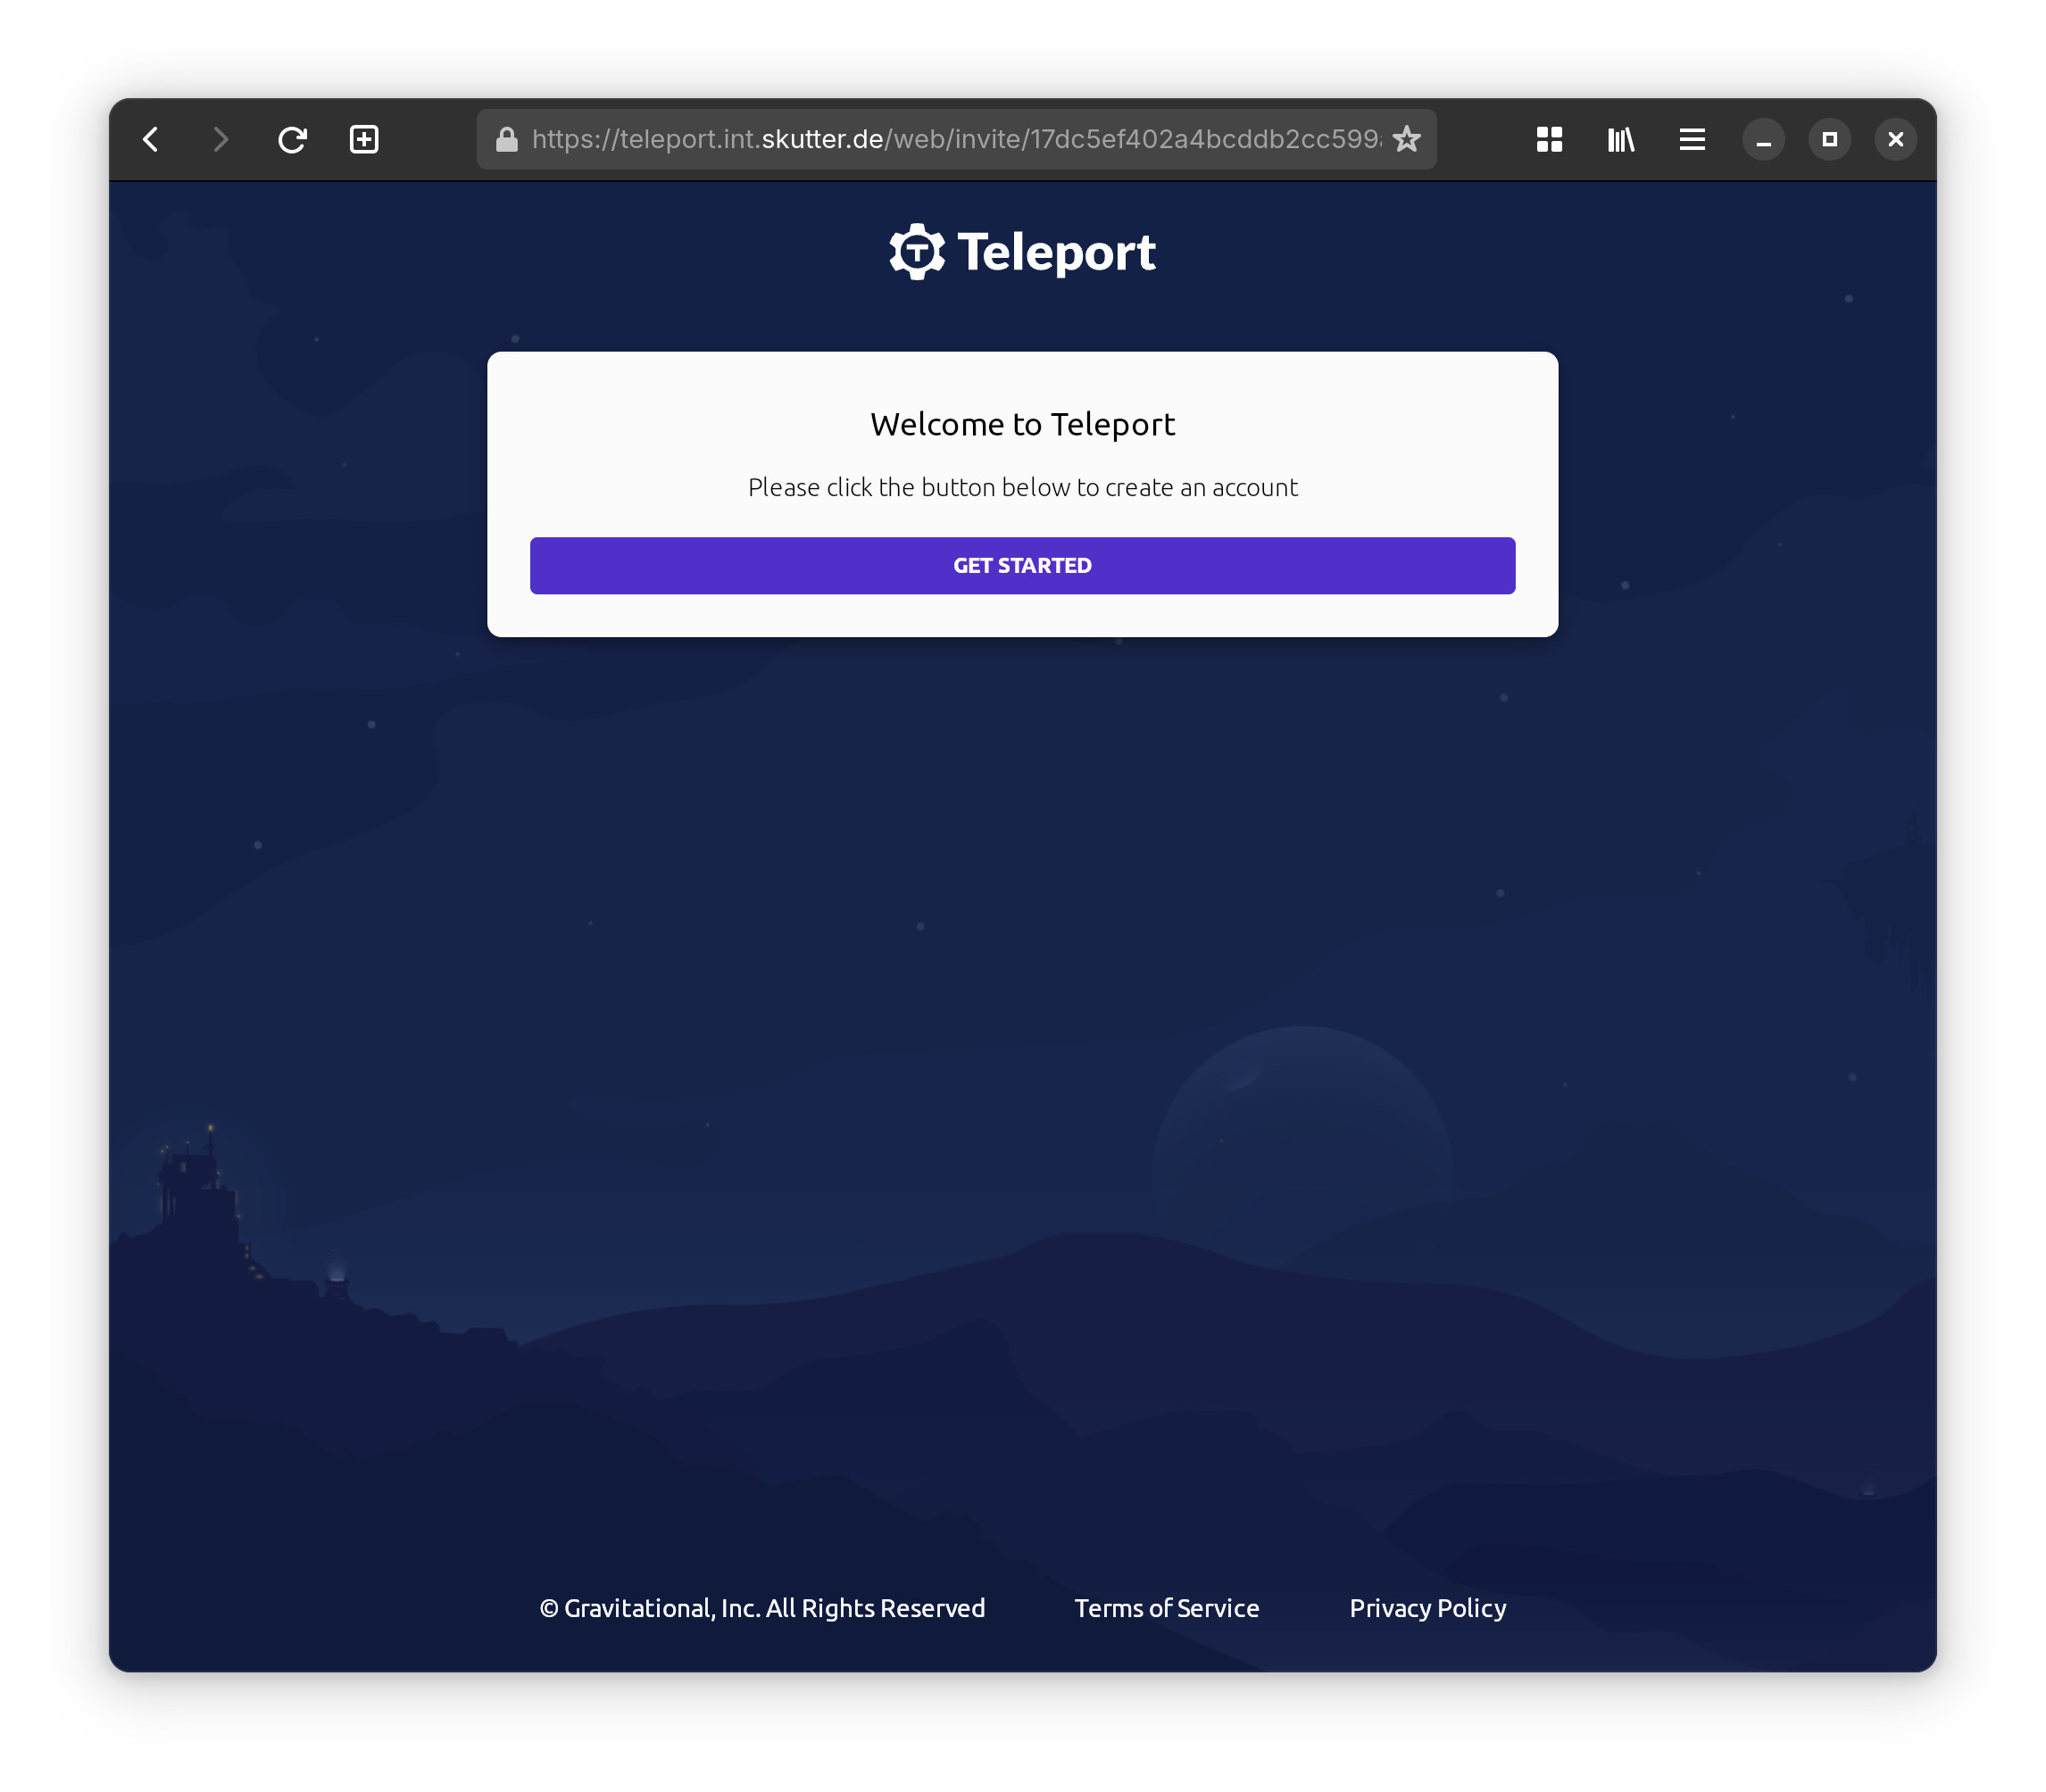 https://teleport.int.skutter.de/web/invite/17dc5ef402a4bcddb2cc599
Teleport
Welcome to Teleport
Please click the button below to create an account
GET STARTED
© Gravitational, Inc. All Rights Reserved Terms of Service Privacy Policy